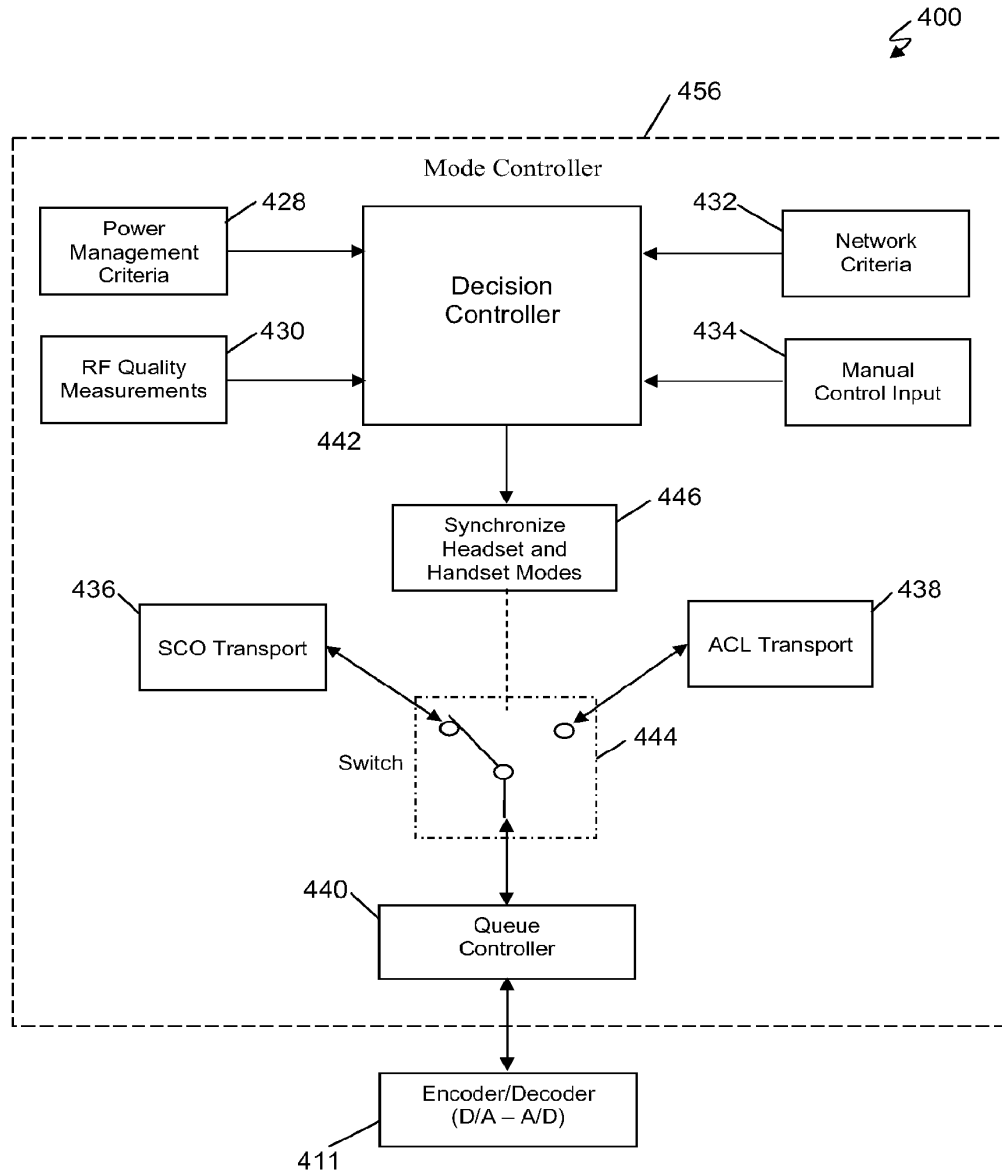 400
456
Mode Controller
428
Power
Management
Criteria
Decision
Controller
432
Network
Criteria
430
RF Quality
Measurements
434
Manual
Control Input
442
446
Synchronize
Headset and
Handset Modes
436
SCO Transport
438
ACL Transport
Switch
444
440
Queue
Controller
Encoder/Decoder
(D/A – A/D)
411